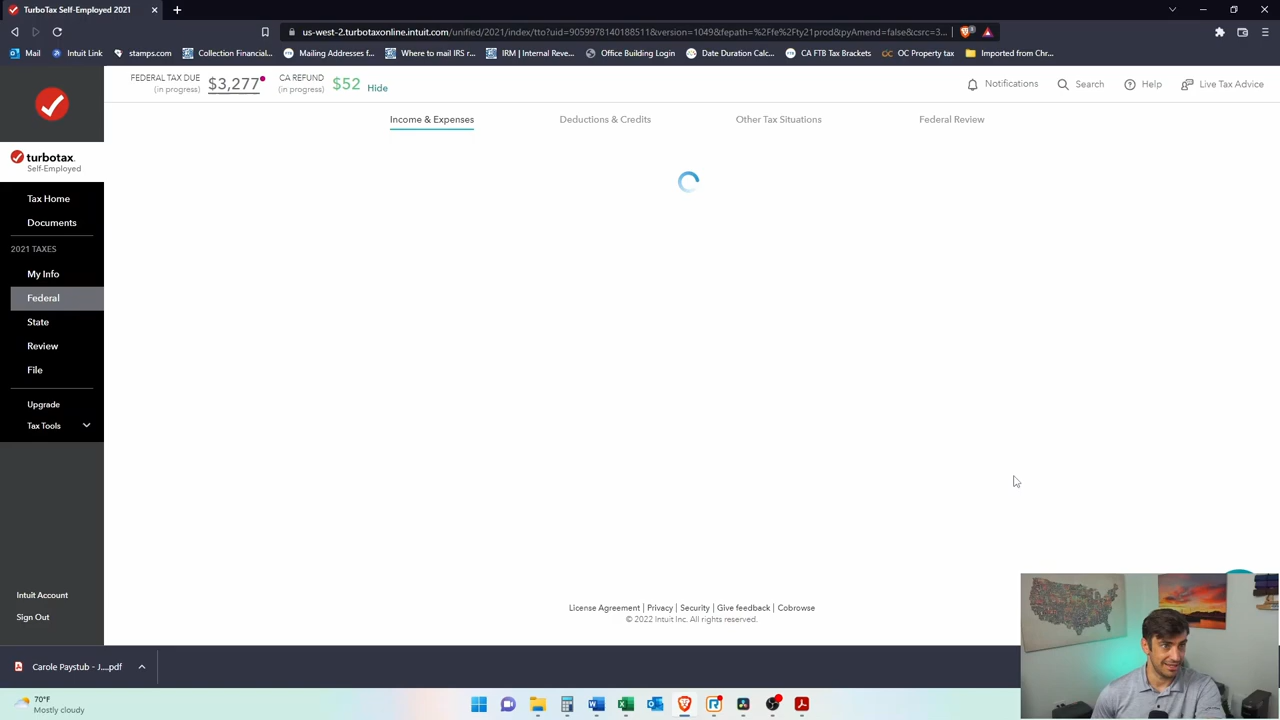 TurboTax Self-Employed 2021
us-west-2.turbotaxonline.intuit.com/unified/2021/index/tto?uid=9059978140188511&version=1049&fepath=%2Ffe%2Fty21prod&pyAmend=false&csrc=3...
Mail Intuit Link stamps.com Collection Financial... Mailing Addresses f... Where to mail IRS r... IRM | Internal Reve... Office Building Login Date Duration Calc... CA FTB Tax Brackets OC Property tax Imported from Chr...
FEDERAL TAX DUE
(in progress)
$3,277
CA REFUND
(in progress)
$52
Hide
Notifications Search Help Live Tax Advice
Income & Expenses Deductions & Credits Other Tax Situations Federal Review
turbotax
Self-Employed
Tax Home
Documents
2021 TAXES
My Info
Federal
State
Review
File
Upgrade
Tax Tools
Intuit Account
Sign Out
License Agreement | Privacy | Security | Give feedback | Cobrowse
© 2022 Intuit Inc. All rights reserved.
Carole Paystub - J....pdf
70°F
Mostly cloudy